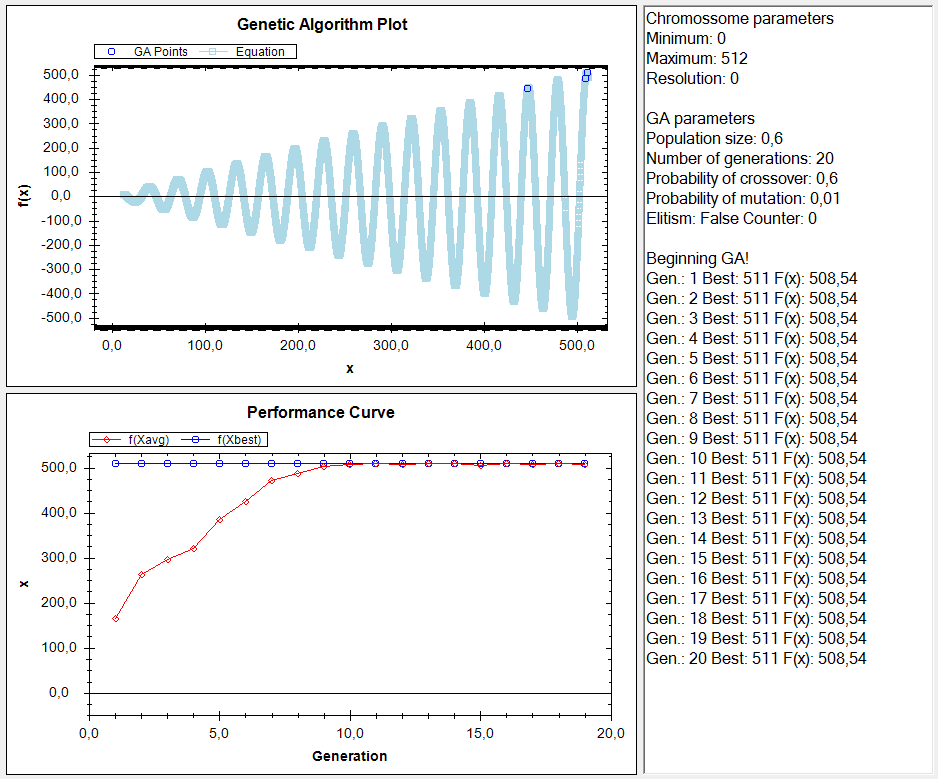 Genetic Algorithm Plot
GA Points Equation
500,0
400,0
300,0
200,0
100,0
0,0
-100,0
-200,0
-300,0
-400,0
-500,0
f(x)
0,0 100,0 200,0 300,0 400,0 500,0
x
Performance Curve
f(Xavg) f(Xbest)
500,0
400,0
300,0
200,0
100,0
0,0
x
0,0 5,0 10,0 15,0 20,0
Generation
Chromossome parameters
Minimum: 0
Maximum: 512
Resolution: 0
GA parameters
Population size: 0,6
Number of generations: 20
Probability of crossover: 0,6
Probability of mutation: 0,01
Elitism: False Counter: 0
Beginning GA!
Gen.: 1 Best: 511 F(x): 508,54
Gen.: 2 Best: 511 F(x): 508,54
Gen.: 3 Best: 511 F(x): 508,54
Gen.: 4 Best: 511 F(x): 508,54
Gen.: 5 Best: 511 F(x): 508,54
Gen.: 6 Best: 511 F(x): 508,54
Gen.: 7 Best: 511 F(x): 508,54
Gen.: 8 Best: 511 F(x): 508,54
Gen.: 9 Best: 511 F(x): 508,54
Gen.: 10 Best: 511 F(x): 508,54
Gen.: 11 Best: 511 F(x): 508,54
Gen.: 12 Best: 511 F(x): 508,54
Gen.: 13 Best: 511 F(x): 508,54
Gen.: 14 Best: 511 F(x): 508,54
Gen.: 15 Best: 511 F(x): 508,54
Gen.: 16 Best: 511 F(x): 508,54
Gen.: 17 Best: 511 F(x): 508,54
Gen.: 18 Best: 511 F(x): 508,54
Gen.: 19 Best: 511 F(x): 508,54
Gen.: 20 Best: 511 F(x): 508,54